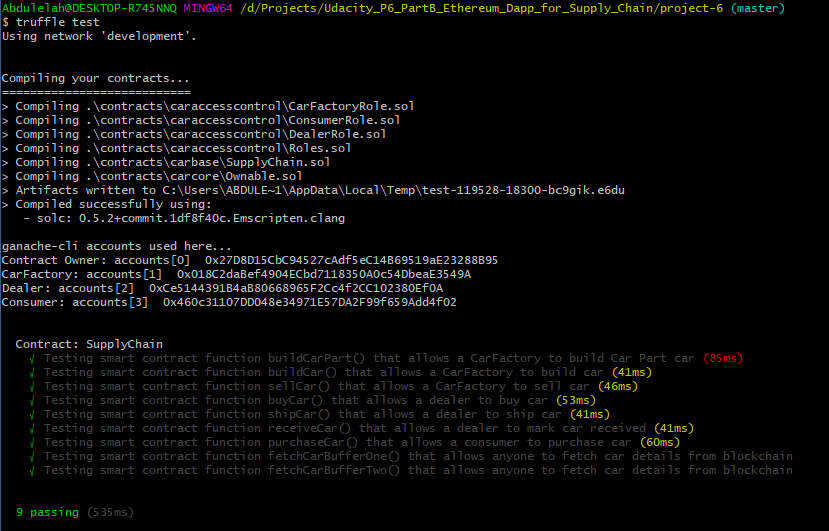 Abdulelah@DESKTOP-R745NNQ MINGW64 /d/Projects/Udacity_P6_PartB_Ethereum_Dapp_for_Supply_Chain/project-6 (master)
$ truffle test
Using network 'development'.
Compiling your contracts...
===========================
> Compiling .\contracts\caraccesscontrol\CarFactoryRole.sol
> Compiling .\contracts\caraccesscontrol\ConsumerRole.sol
> Compiling .\contracts\caraccesscontrol\DealerRole.sol
> Compiling .\contracts\caraccesscontrol\Roles.sol
> Compiling .\contracts\carbase\SupplyChain.sol
> Compiling .\contracts\carcore\Ownable.sol
> Artifacts written to C:\Users\ABDULE~1\AppData\Local\Temp\test-119528-18300-bc9gik.e6du
> Compiled successfully using:
- solc: 0.5.2+commit.1df8f40c.Emscripten.clang
ganache-cli accounts used here...
Contract Owner: accounts[0] 0x27D8D15CbC94527cAdf5eC14B69519aE23288B95
CarFactory: accounts[1] 0x018C2daBef4904ECbd7118350A0c54DbeaE3549A
Dealer: accounts[2] 0xCe5144391B4aB80668965F2Cc4f2CC102380Ef0A
Consumer: accounts[3] 0x460c31107DD048e34971E57DA2F99f659Add4f02
Contract: SupplyChain
√ Testing smart contract function buildCarPart() that allows a CarFactory to build Car Part car (85ms)
√ Testing smart contract function buildCar() that allows a CarFactory to build car (41ms)
√ Testing smart contract function sellCar() that allows a CarFactory to sell car (46ms)
√ Testing smart contract function buyCar() that allows a dealer to buy car (53ms)
√ Testing smart contract function shipCar() that allows a dealer to ship car (41ms)
√ Testing smart contract function receiveCar() that allows a dealer to mark car received (41ms)
√ Testing smart contract function purchaseCar() that allows a consumer to purchase car (60ms)
√ Testing smart contract function fetchCarBufferOne() that allows anyone to fetch car details from blockchain
√ Testing smart contract function fetchCarBufferTwo() that allows anyone to fetch car details from blockchain
9 passing (535ms)